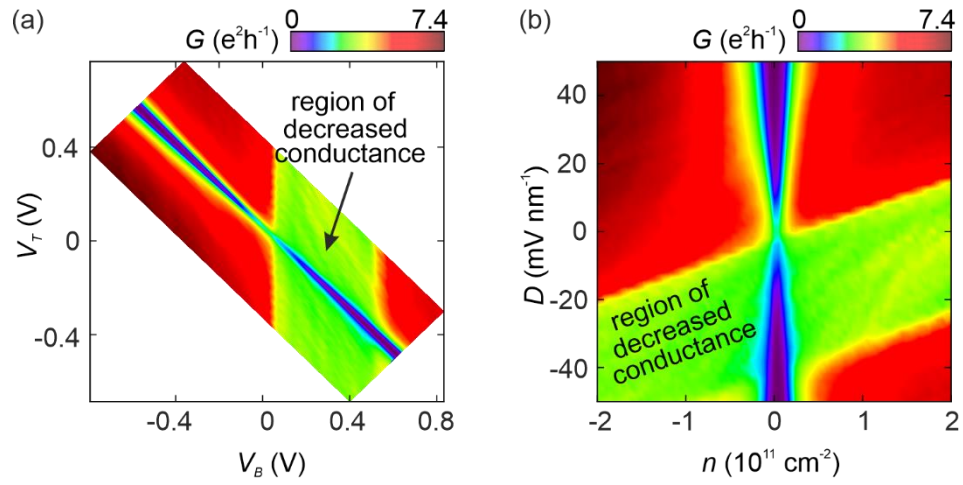 (a)
0 7.4
G (e²h⁻¹)
region of
decreased
conductance
0.4
0
-0.4
V_T (V)
-0.4 0 0.4 0.8
V_B (V)
(b)
0 7.4
G (e²h⁻¹)
40
20
0
-20
-40
D (mV nm⁻¹)
region of
decreased
conductance
-2 -1 0 1 2
n (10¹¹ cm⁻²)